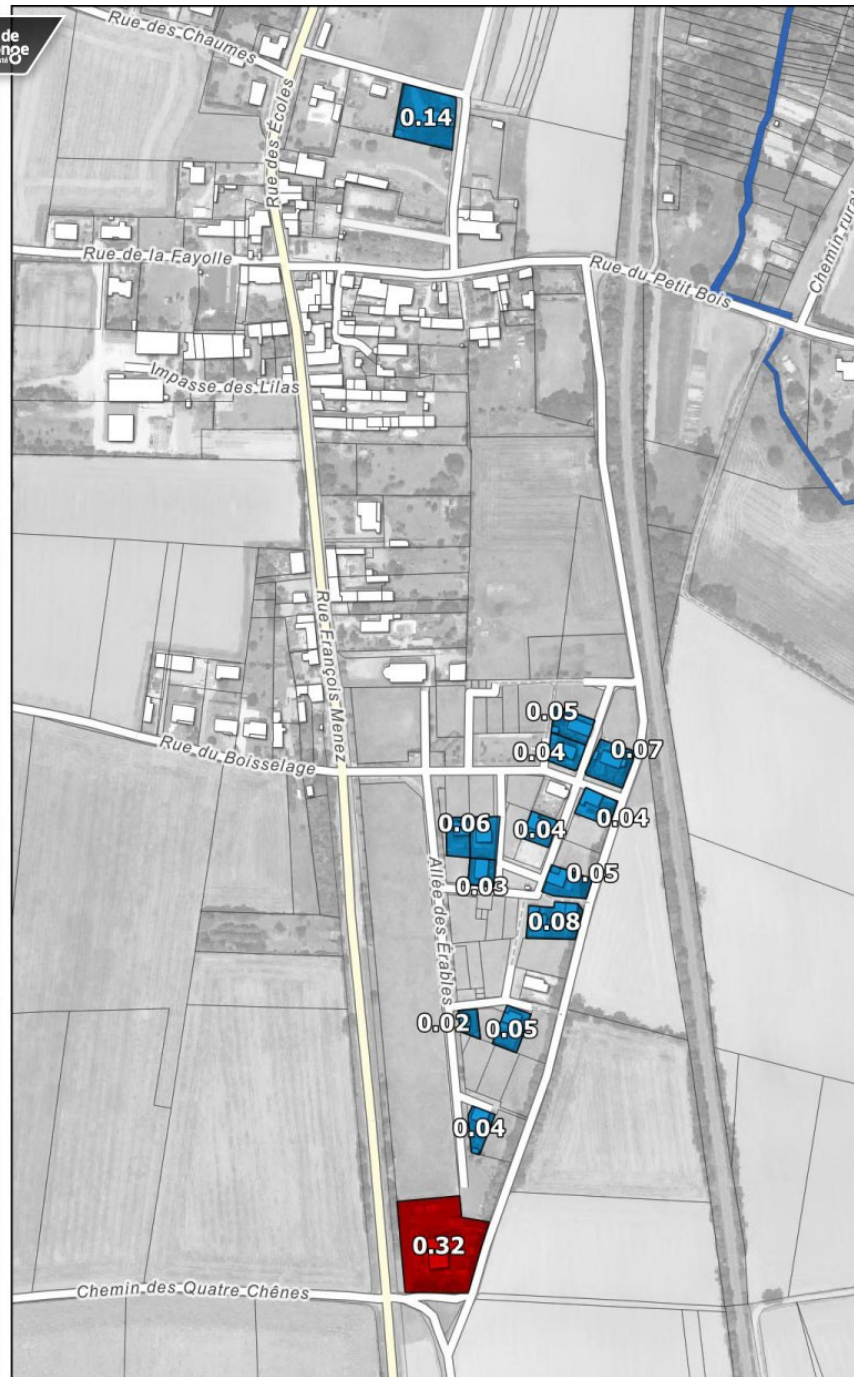 de
Rue des Chaumes
0.14
Rue des Écoles
Rue de la Fayolle
Rue du Petit Bois
Chemin rural
Impasse des Lilas
Rue François Menez
Rue du Boisselage
0.05
0.04
0.07
0.04
0.06
0.04
0.03
0.05
0.08
Allée des Érables
0.02
0.05
0.04
0.32
Chemin des Quatre Chênes